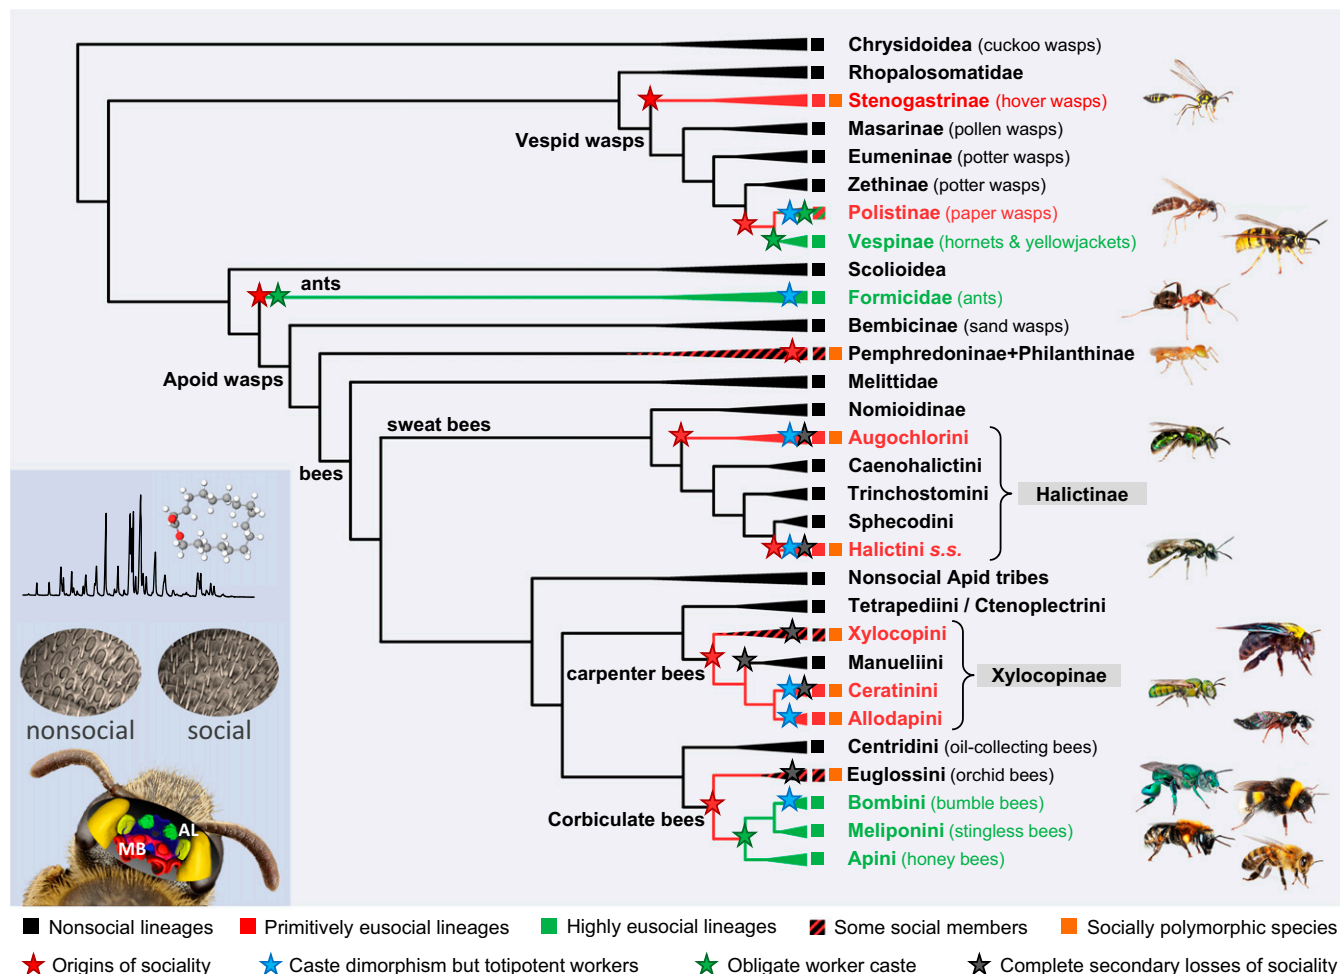 Chrysidoidea (cuckoo wasps)
Rhopalosomatidae
Stenogastrinae (hover wasps)
Vespid wasps
Masarinae (pollen wasps)
Eumeninae (potter wasps)
Zethinae (potter wasps)
Polistinae (paper wasps)
Vespinae (hornets & yellowjackets)
Scolioidea
ants
Formicidae (ants)
Bembicinae (sand wasps)
Pemphredoninae+Philanthinae
Apoid wasps
Melittidae
Nomioidinae
sweat bees
Augochlorini
bees
Caenohalictini
Trinchostomini
Halictinae
Sphecodini
Halictini s.s.
Nonsocial Apid tribes
Tetrapediini / Ctenoplectrini
Xylocopini
carpenter bees
Manueliini
Xylocopinae
Ceratinini
Allodapini
Centridini (oil-collecting bees)
Euglossini (orchid bees)
Bombini (bumble bees)
Corbiculate bees
Meliponini (stingless bees)
Apini (honey bees)
nonsocial
social
AL
MB
Nonsocial lineages
Primitively eusocial lineages
Highly eusocial lineages
Some social members
Socially polymorphic species
Origins of sociality
Caste dimorphism but totipotent workers
Obligate worker caste
Complete secondary losses of sociality